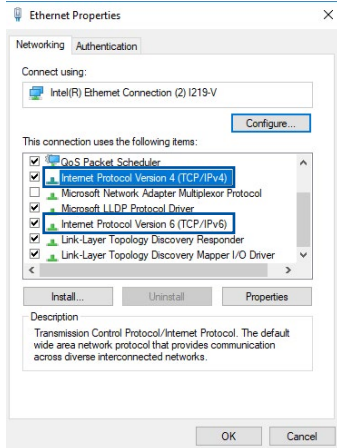 Ethernet Properties
Networking Authentication
Connect using:
Intel(R) Ethernet Connection (2) I219-V
Configure...
This connection uses the following items:
QoS Packet Scheduler
Internet Protocol Version 4 (TCP/IPv4)
Microsoft Network Adapter Multiplexor Protocol
Microsoft LLDP Protocol Driver
Internet Protocol Version 6 (TCP/IPv6)
Link-Layer Topology Discovery Responder
Link-Layer Topology Discovery Mapper I/O Driver
Install... Uninstall Properties
Description
Transmission Control Protocol/Internet Protocol. The default
wide area network protocol that provides communication
across diverse interconnected networks.
OK Cancel